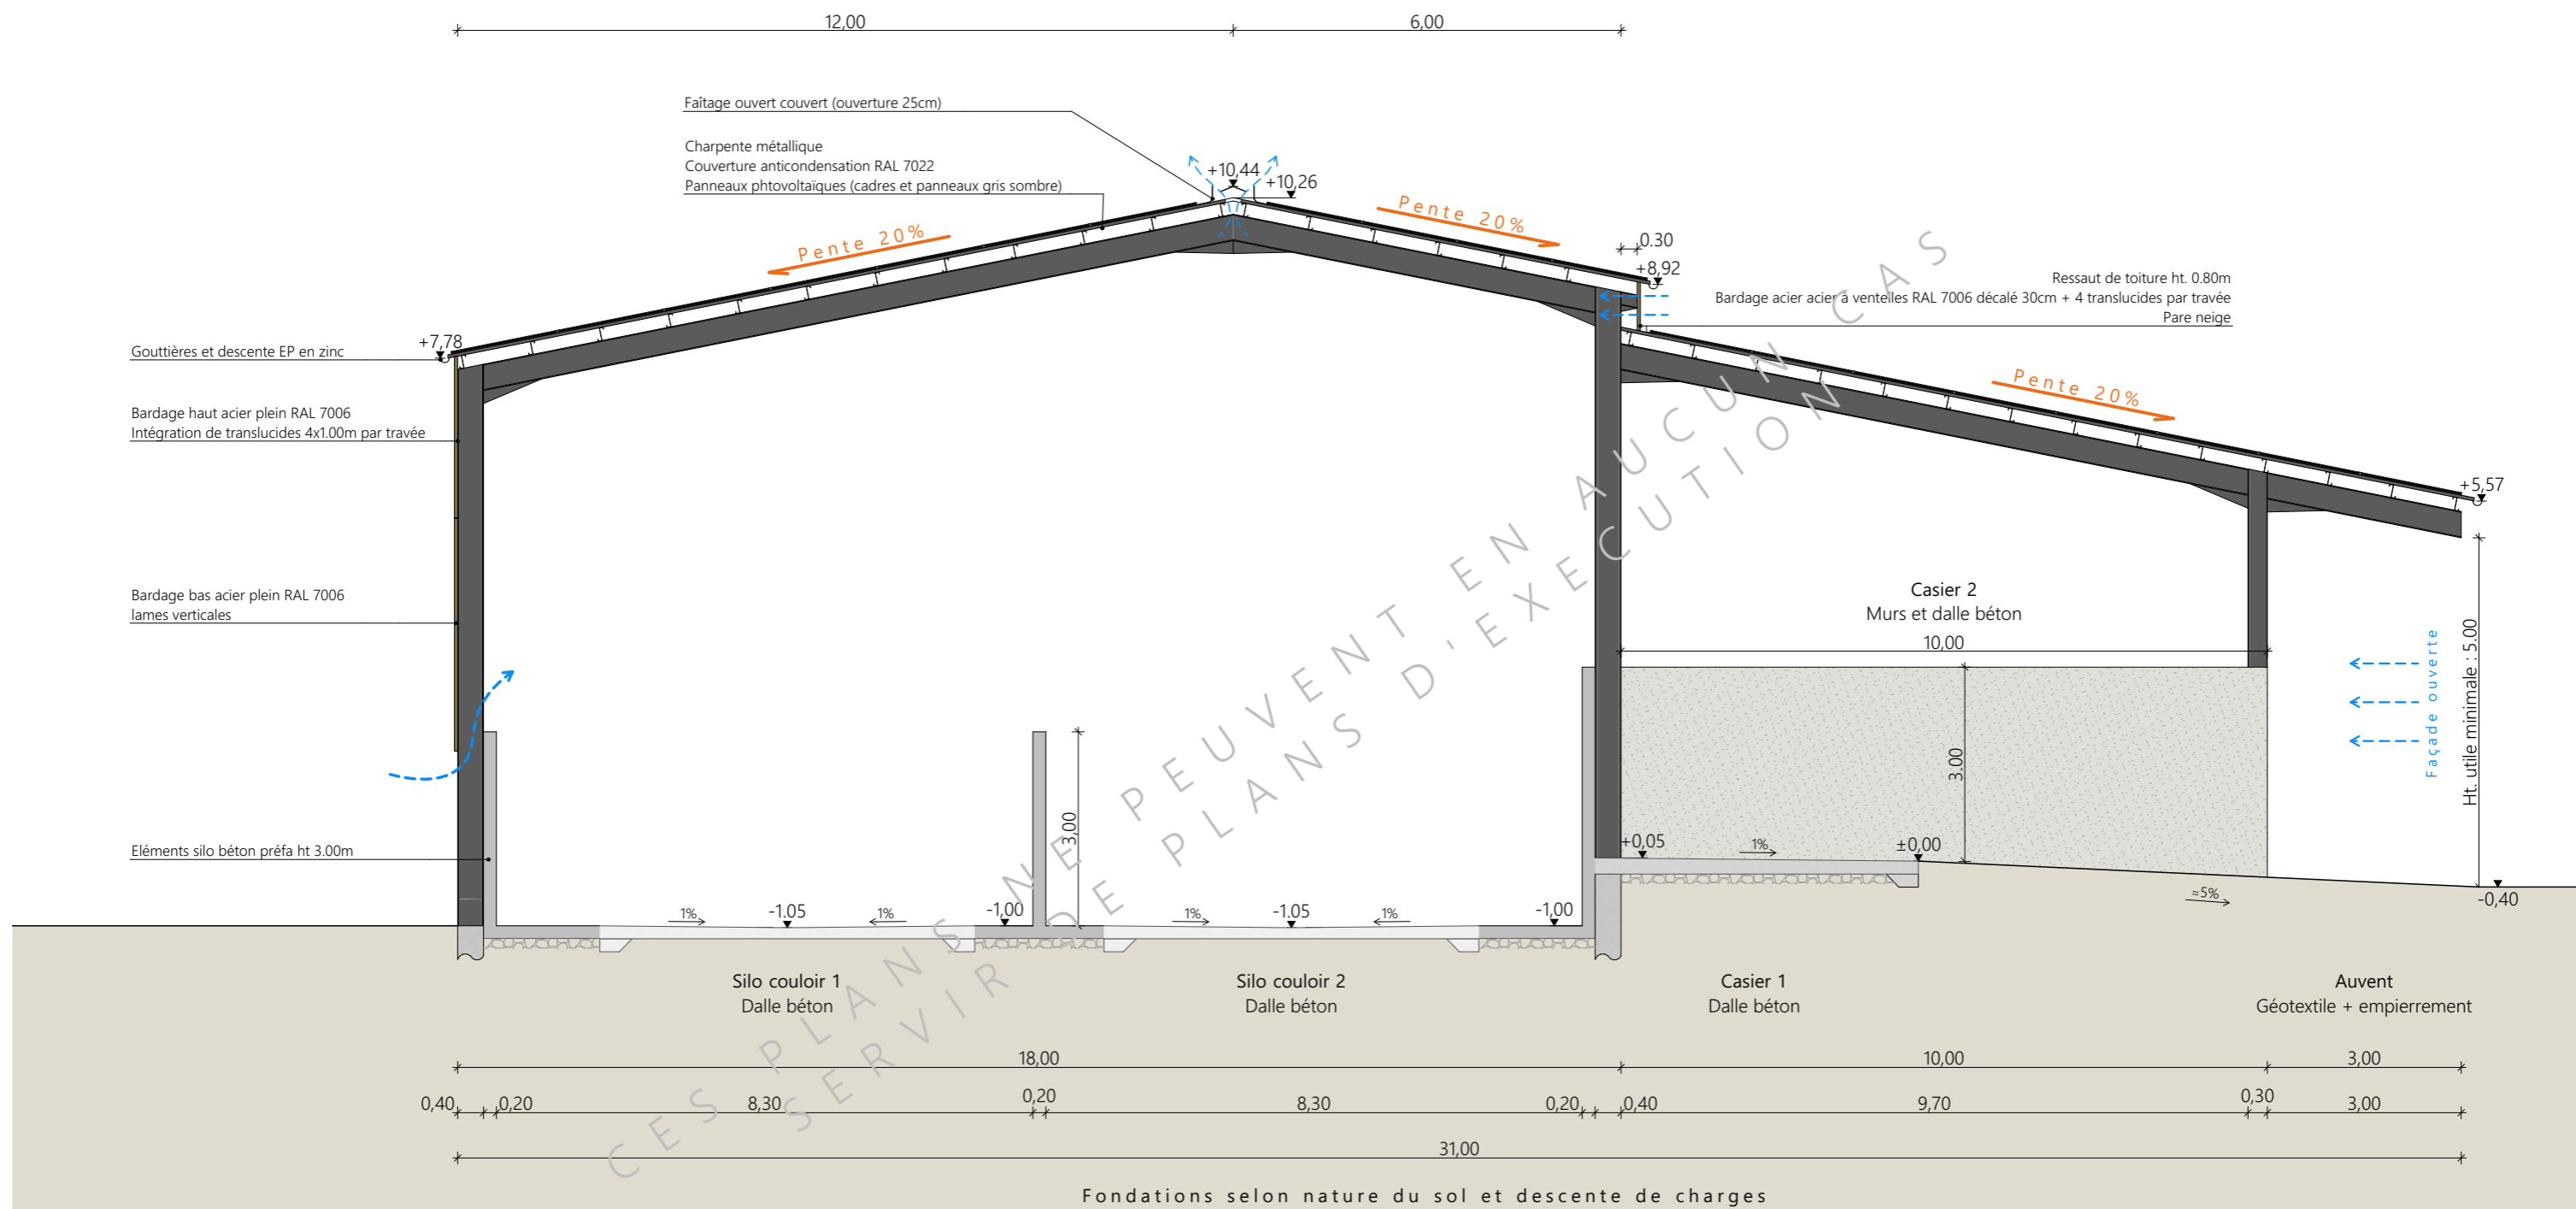 12,00
6,00
Faîtage ouvert couvert (ouverture 25cm)
Charpente métallique
Couverture anticondensation RAL 7022
Panneaux phtovoltaïques (cadres et panneaux gris sombre)
+10,44
+10,26
Pente 20%
Pente 20%
0.30
+8,92
Ressaut de toiture ht. 0.80m
Bardage acier acier à ventelles RAL 7006 décalé 30cm + 4 translucides par travée
Pare neige
+7,78
Gouttières et descente EP en zinc
Pente 20%
Bardage haut acier plein RAL 7006
Intégration de translucides 4x1.00m par travée
+5,57
Bardage bas acier plein RAL 7006
lames verticales
Casier 2
Murs et dalle béton
10,00
Façade ouverte
Ht. utile minimale : 5.00
3,00
3.00
Eléments silo béton préfa ht 3.00m
+0,05
1%
±0,00
≈5%
-0,40
1%
-1.05
1%
-1,00
1%
-1.05
1%
-1,00
Silo couloir 1
Dalle béton
Silo couloir 2
Dalle béton
Casier 1
Dalle béton
Auvent
Géotextile + empierrement
18,00
10,00
3,00
0,40
0,20
8,30
0,20
8,30
0,20
0,40
9,70
0,30
3,00
31,00
Fondations selon nature du sol et descente de charges
CES PLANS NE PEUVENT EN AUCUN CAS
SERVIR DE PLANS D'EXECUTION